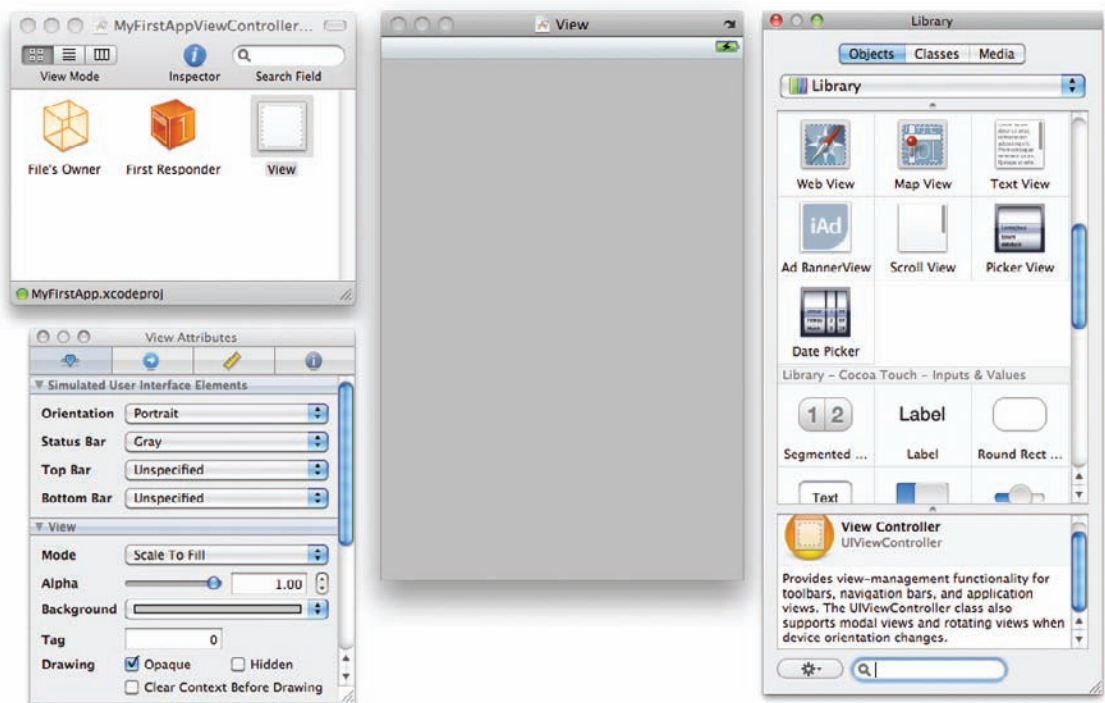 MyFirstAppViewController...
View Mode
Inspector
Search Field
File's Owner
First Responder
1
View
MyFirstApp.xcodeproj
View Attributes
Simulated User Interface Elements
Orientation Portrait
Status Bar Gray
Top Bar Unspecified
Bottom Bar Unspecified
View
Mode Scale To Fill
Alpha 1.00
Background
Tag 0
Drawing Opaque Hidden
Clear Context Before Drawing
View
Library
Objects Classes Media
Library
Web View Map View Text View
iAd
Ad BannerView Scroll View Picker View
Date Picker
Library – Cocoa Touch – Inputs & Values
1 2 Label
Segmented ... Label Round Rect ...
Text
View Controller
UIViewController
Provides view-management functionality for
toolbars, navigation bars, and application
views. The UIViewController class also
supports modal views and rotating views when
device orientation changes.